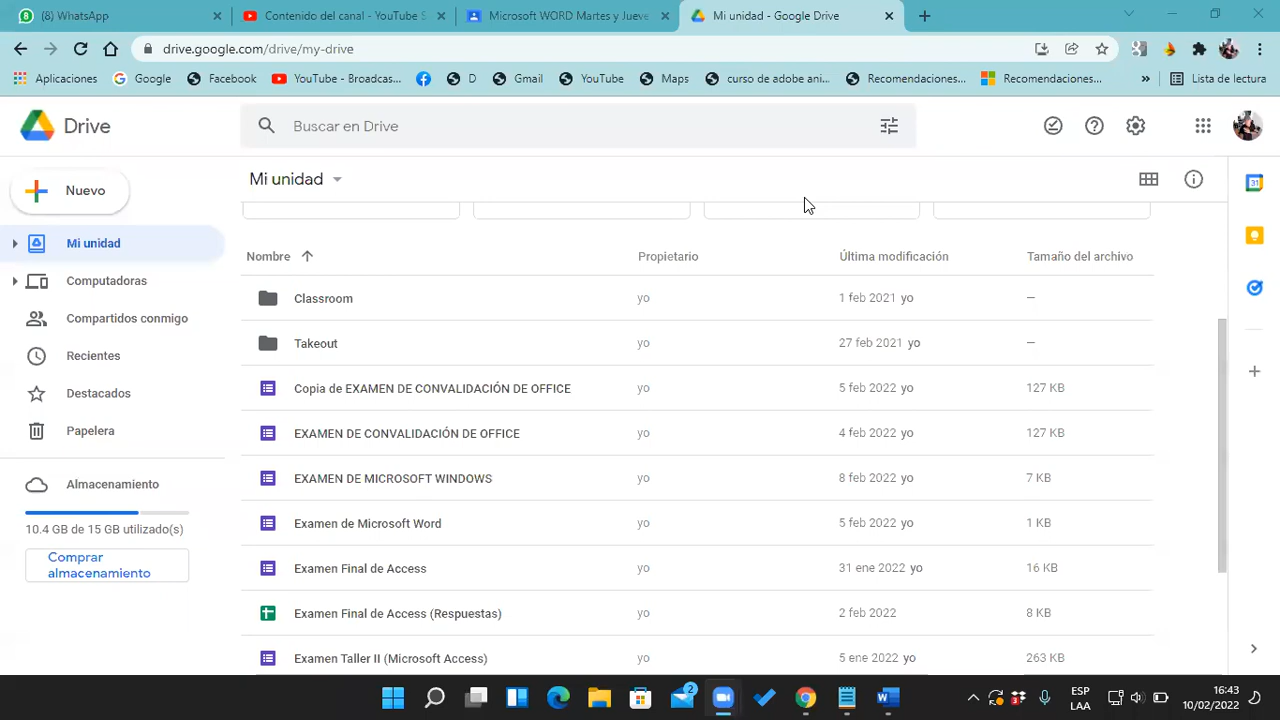 (8) WhatsApp
Contenido del canal - YouTube S
Microsoft WORD Martes y Jueve
Mi unidad - Google Drive
drive.google.com/drive/my-drive
Aplicaciones
Google
Facebook
YouTube - Broadcas...
D
Gmail
YouTube
Maps
curso de adobe ani...
Recomendaciones...
Recomendaciones...
»
Lista de lectura
Drive
Buscar en Drive
Nuevo
Mi unidad
Computadoras
Compartidos conmigo
Recientes
Destacados
Papelera
Almacenamiento
10.4 GB de 15 GB utilizado(s)
Comprar
almacenamiento
Mi unidad
Nombre Propietario Última modificación Tamaño del archivo
Classroom yo 1 feb 2021 yo —
Takeout yo 27 feb 2021 yo —
Copia de EXAMEN DE CONVALIDACIÓN DE OFFICE yo 5 feb 2022 yo 127 KB
EXAMEN DE CONVALIDACIÓN DE OFFICE yo 4 feb 2022 yo 127 KB
EXAMEN DE MICROSOFT WINDOWS yo 8 feb 2022 yo 7 KB
Examen de Microsoft Word yo 5 feb 2022 yo 1 KB
Examen Final de Access yo 31 ene 2022 yo 16 KB
Examen Final de Access (Respuestas) yo 2 feb 2022 8 KB
Examen Taller II (Microsoft Access) yo 5 ene 2022 yo 263 KB
31
2
ESP
LAA
16:43
10/02/2022